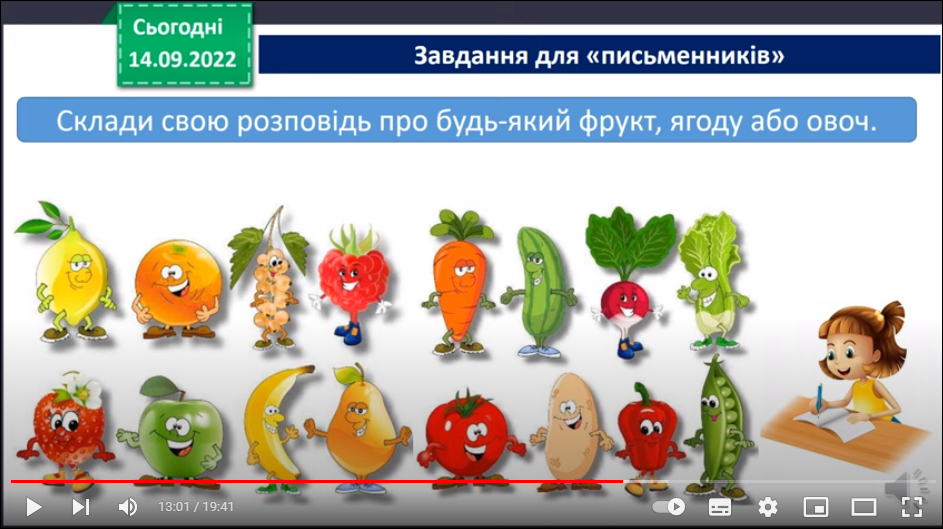 Сьогодні
14.09.2022
Завдання для «письменників»
Склади свою розповідь про будь-який фрукт, ягоду або овоч.
13:01 / 19:41